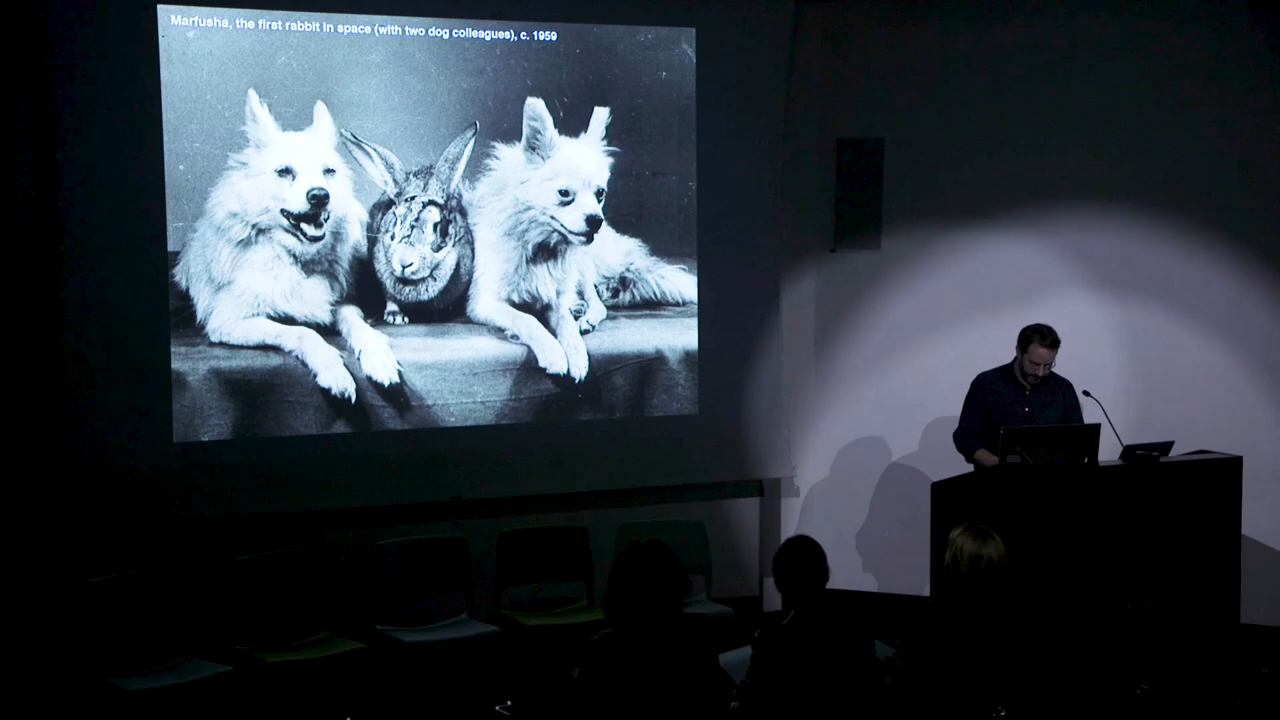 Marfusha, the first rabbit in space (with two dog colleagues), c. 1959